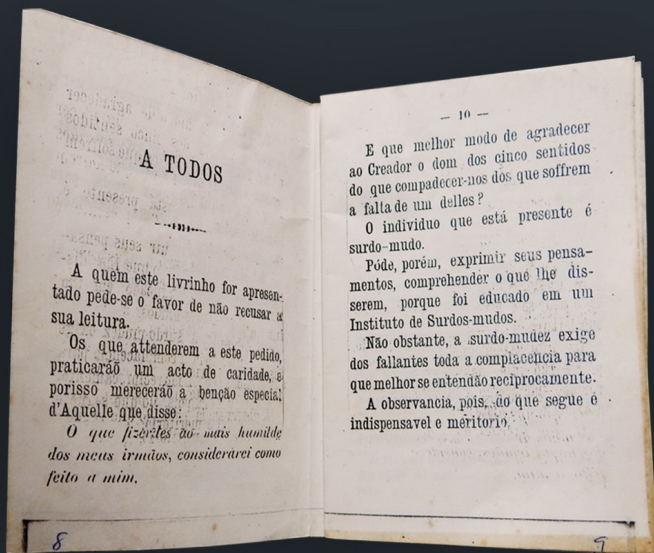 A TODOS
A quem este livrinho for apresen-
tado pede-se o favor de não recusar a
sua leitura.
Os que attenderem a este pedido,
praticaráõ um acto de caridade, e
porisso mereceráõ a benção especial
d'Aquelle que disse:
O que fizerdes ao mais humilde
dos meus irmãos, considerarei como
feito a mim.
8
— 10 —
E que melhor modo de agradecer
ao Creador o dom dos cinco sentidos
do que compadecer-nos dos que soffrem
a falta de um delles?
O individuo que está presente é
surdo-mudo.
Póde, porém, exprimir seus pensa-
mentos, comprehender o que lhe dis-
serem, porque foi educado em um
Instituto de Surdos-mudos.
Não obstante, a surdo-mudez exige
dos fallantes toda a complacencia para
que melhor se entendão reciprocamente.
A observancia, pois, do que segue é
indispensavel e meritorio.
9